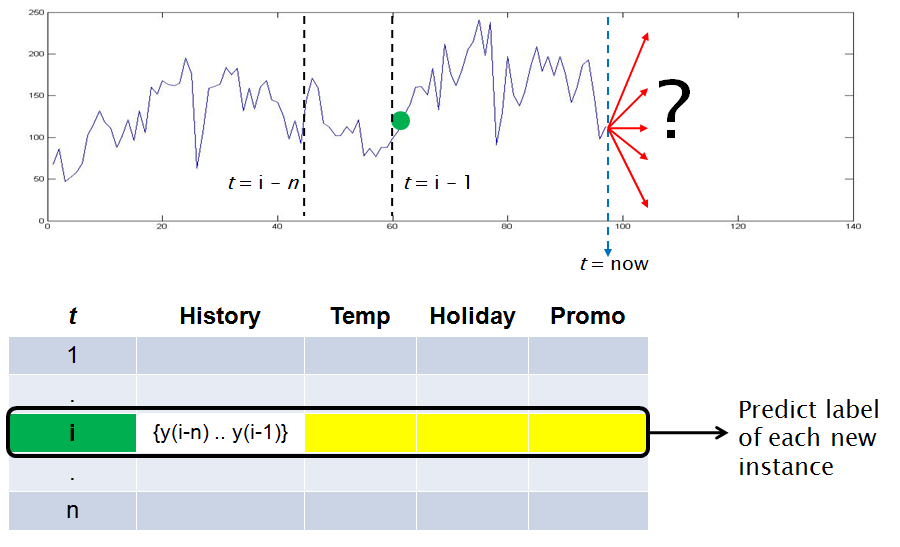 250
200
150
100
50
0
0 20 40 60 80 100 120 140
t = i – n
t = i – 1
?
t = now
t History Temp Holiday Promo
1
.
i {y(i-n) .. y(i-1)}
.
n
Predict label
of each new
instance